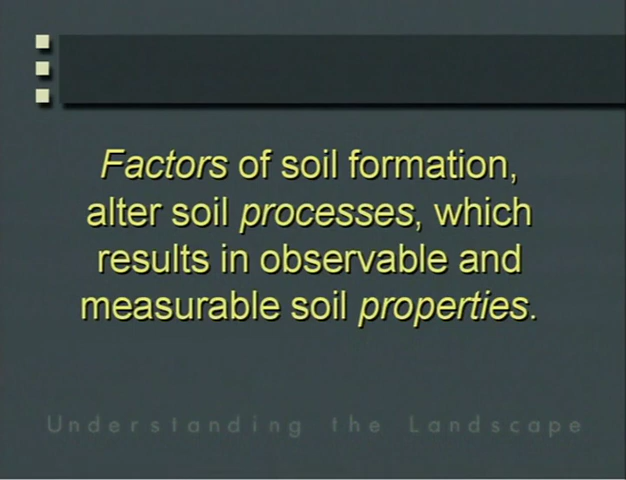 Factors of soil formation,
alter soil processes, which
results in observable and
measurable soil properties.
Understanding the Landscape